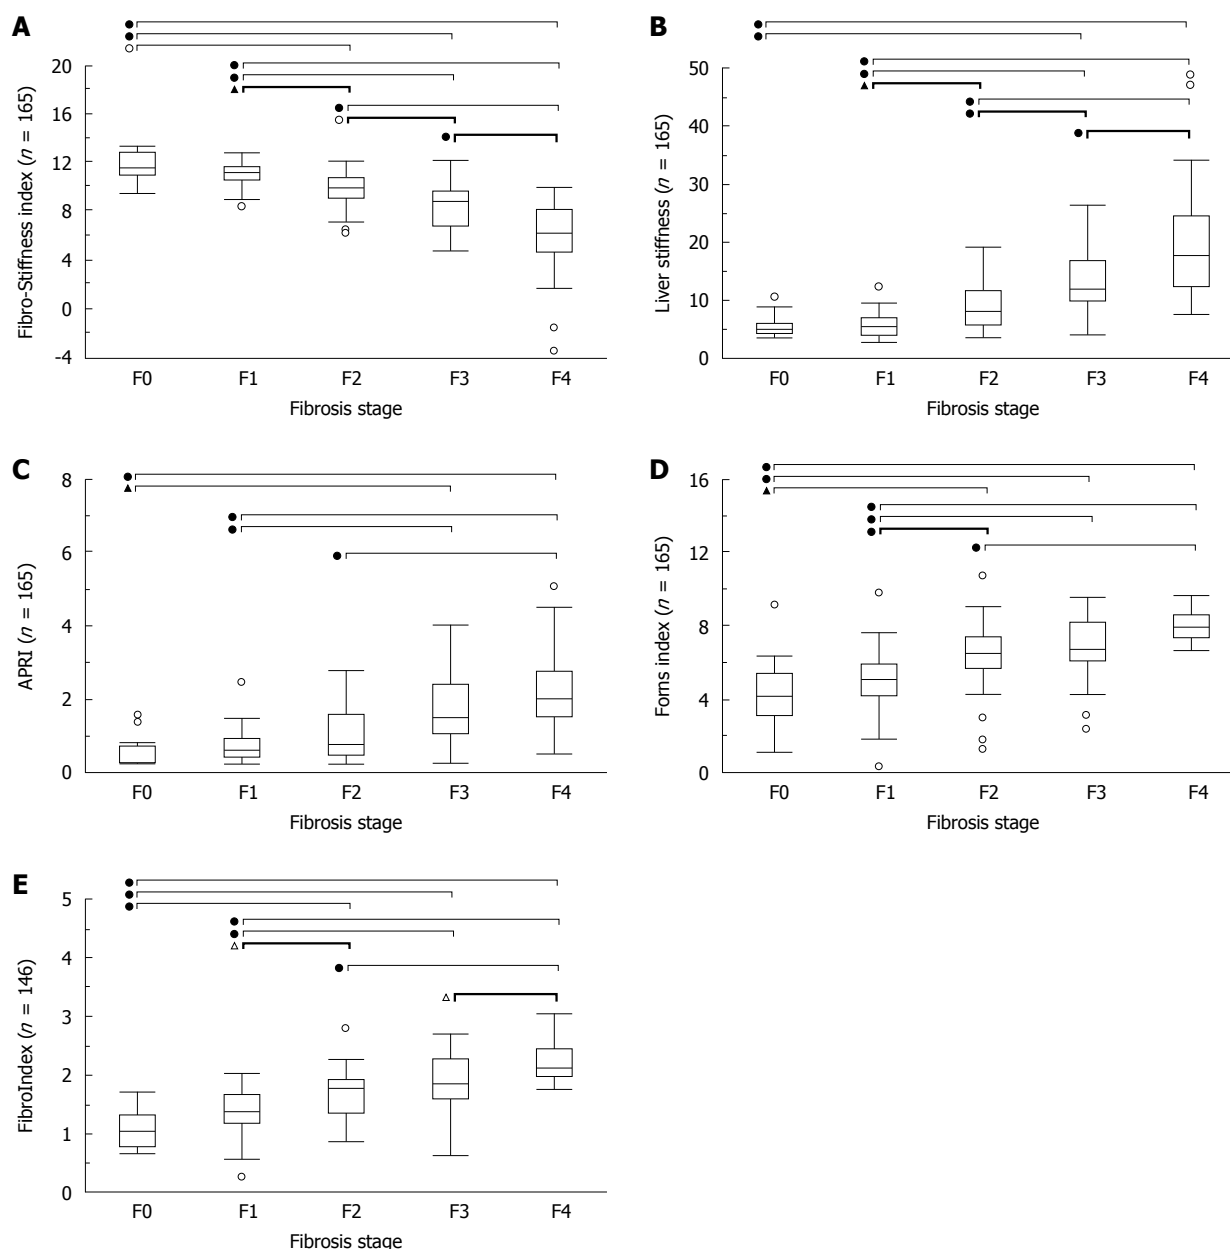 A
Fibro-Stiffness index (n = 165)
20
16
12
8
4
0
-4
F0 F1 F2 F3 F4
Fibrosis stage
B
Liver stiffness (n = 165)
50
40
30
20
10
0
F0 F1 F2 F3 F4
Fibrosis stage
C
APRI (n = 165)
8
6
4
2
0
F0 F1 F2 F3 F4
Fibrosis stage
D
Forns index (n = 165)
16
12
8
4
0
F0 F1 F2 F3 F4
Fibrosis stage
E
FibroIndex (n = 146)
5
4
3
2
1
0
F0 F1 F2 F3 F4
Fibrosis stage